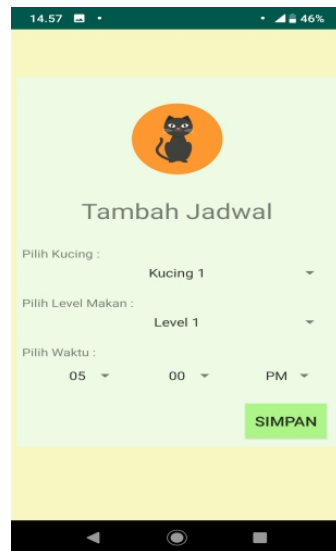 14.57 46%
Tambah Jadwal
Pilih Kucing :
Kucing 1
Pilih Level Makan :
Level 1
Pilih Waktu :
05 00 PM
SIMPAN